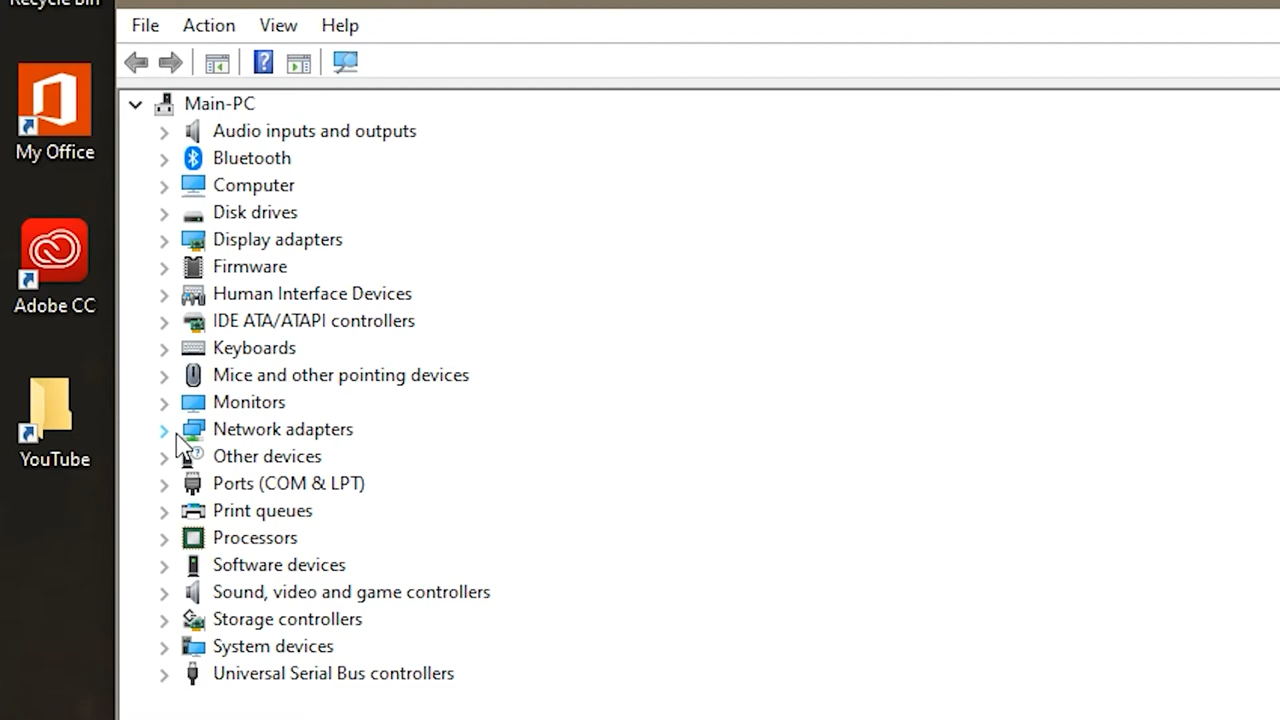 Recycle Bin
File Action View Help
Main-PC
Audio inputs and outputs
Bluetooth
Computer
Disk drives
Display adapters
Firmware
Human Interface Devices
IDE ATA/ATAPI controllers
Keyboards
Mice and other pointing devices
Monitors
Network adapters
Other devices
Ports (COM & LPT)
Print queues
Processors
Software devices
Sound, video and game controllers
Storage controllers
System devices
Universal Serial Bus controllers
My Office
Adobe CC
YouTube